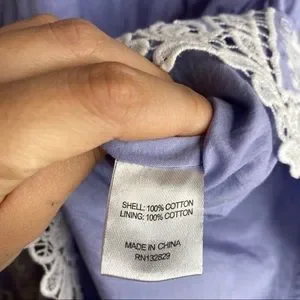 SHELL: 100% COTTON
LINING: 100% COTTON
MADE IN CHINA
RN132829